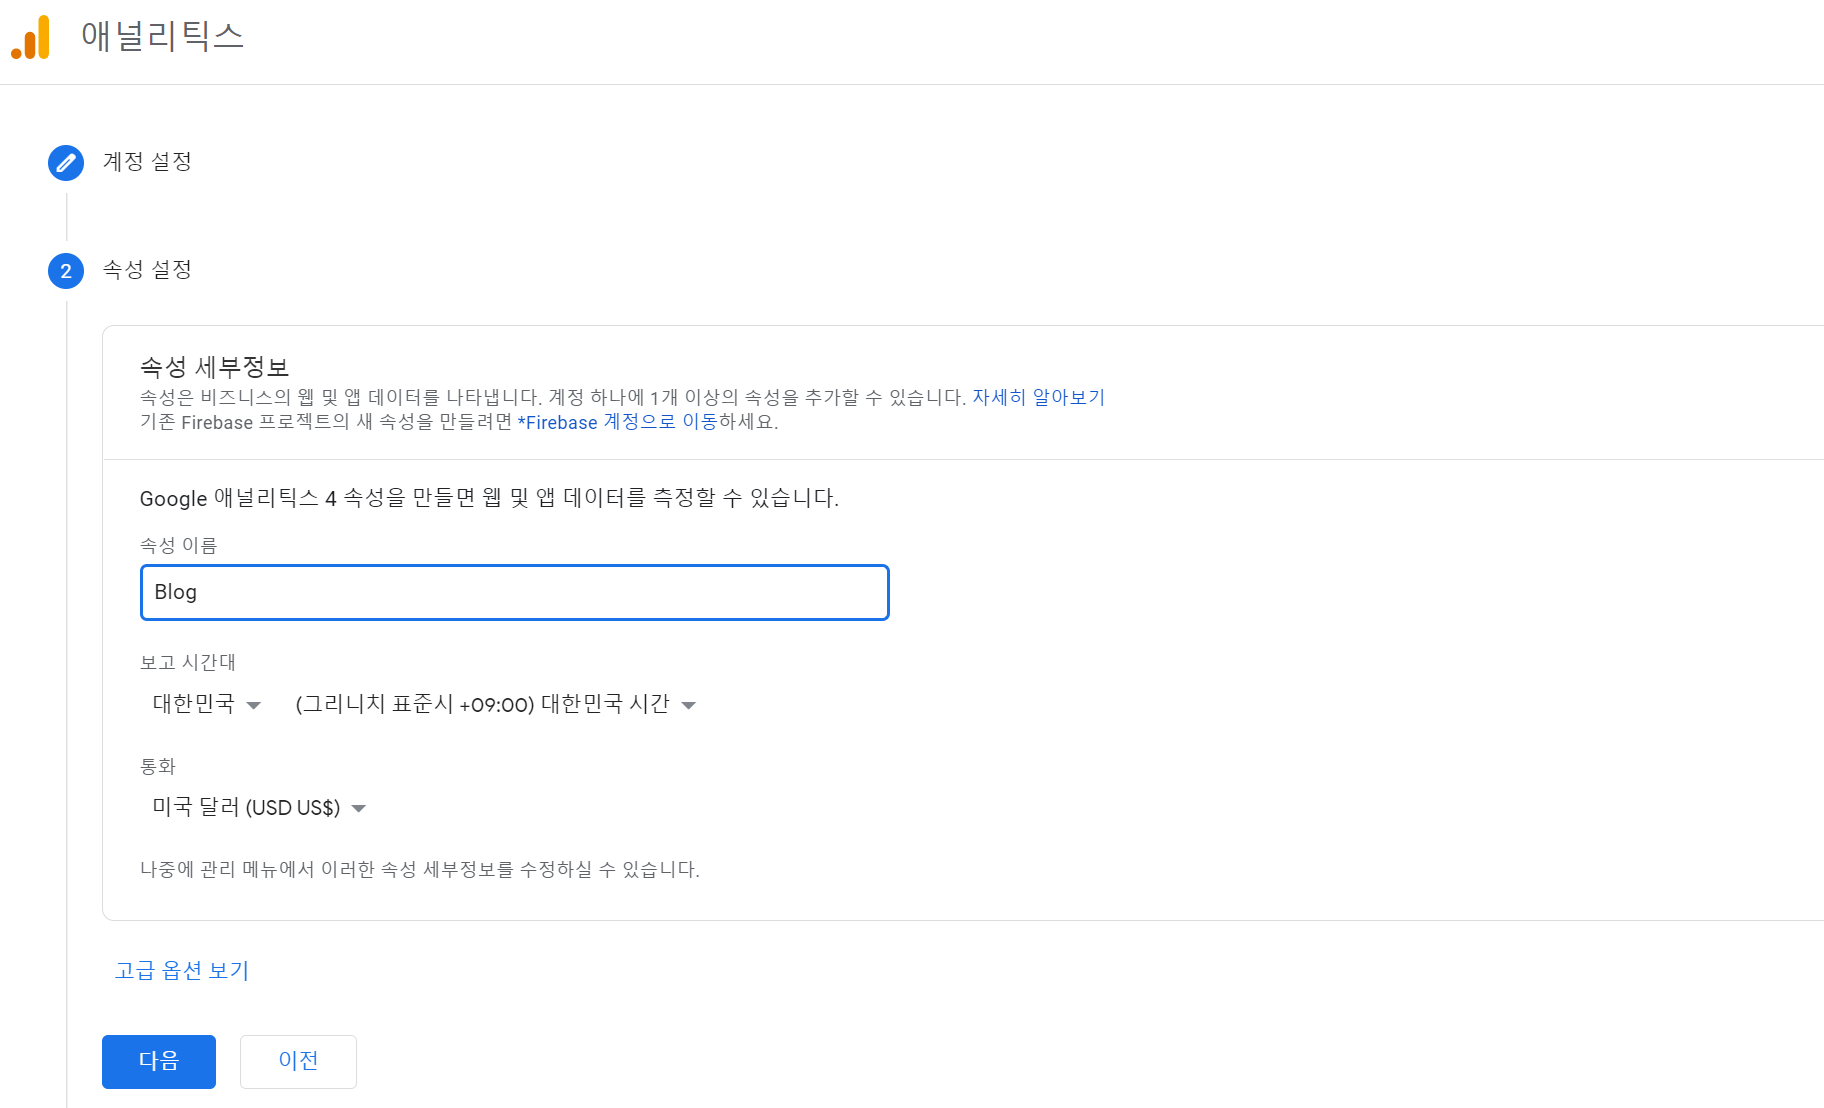 애널리틱스
계정 설정
2 속성 설정
속성 세부정보
속성은 비즈니스의 웹 및 앱 데이터를 나타냅니다. 계정 하나에 1개 이상의 속성을 추가할 수 있습니다. 자세히 알아보기
기존 Firebase 프로젝트의 새 속성을 만들려면 *Firebase 계정으로 이동하세요.
Google 애널리틱스 4 속성을 만들면 웹 및 앱 데이터를 측정할 수 있습니다.
속성 이름
Blog
보고 시간대
대한민국 (그리니치 표준시 +09:00) 대한민국 시간
통화
미국 달러 (USD US$)
나중에 관리 메뉴에서 이러한 속성 세부정보를 수정하실 수 있습니다.
고급 옵션 보기
다음 이전